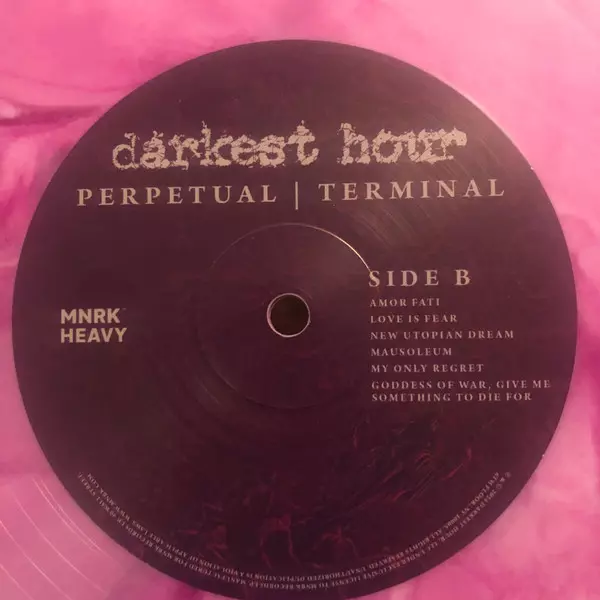 darkest hour
PERPETUAL | TERMINAL
SIDE B
AMOR FATI
LOVE IS FEAR
NEW UTOPIAN DREAM
MAUSOLEUM
MY ONLY REGRET
GODDESS OF WAR, GIVE ME
SOMETHING TO DIE FOR
MNRK
HEAVY